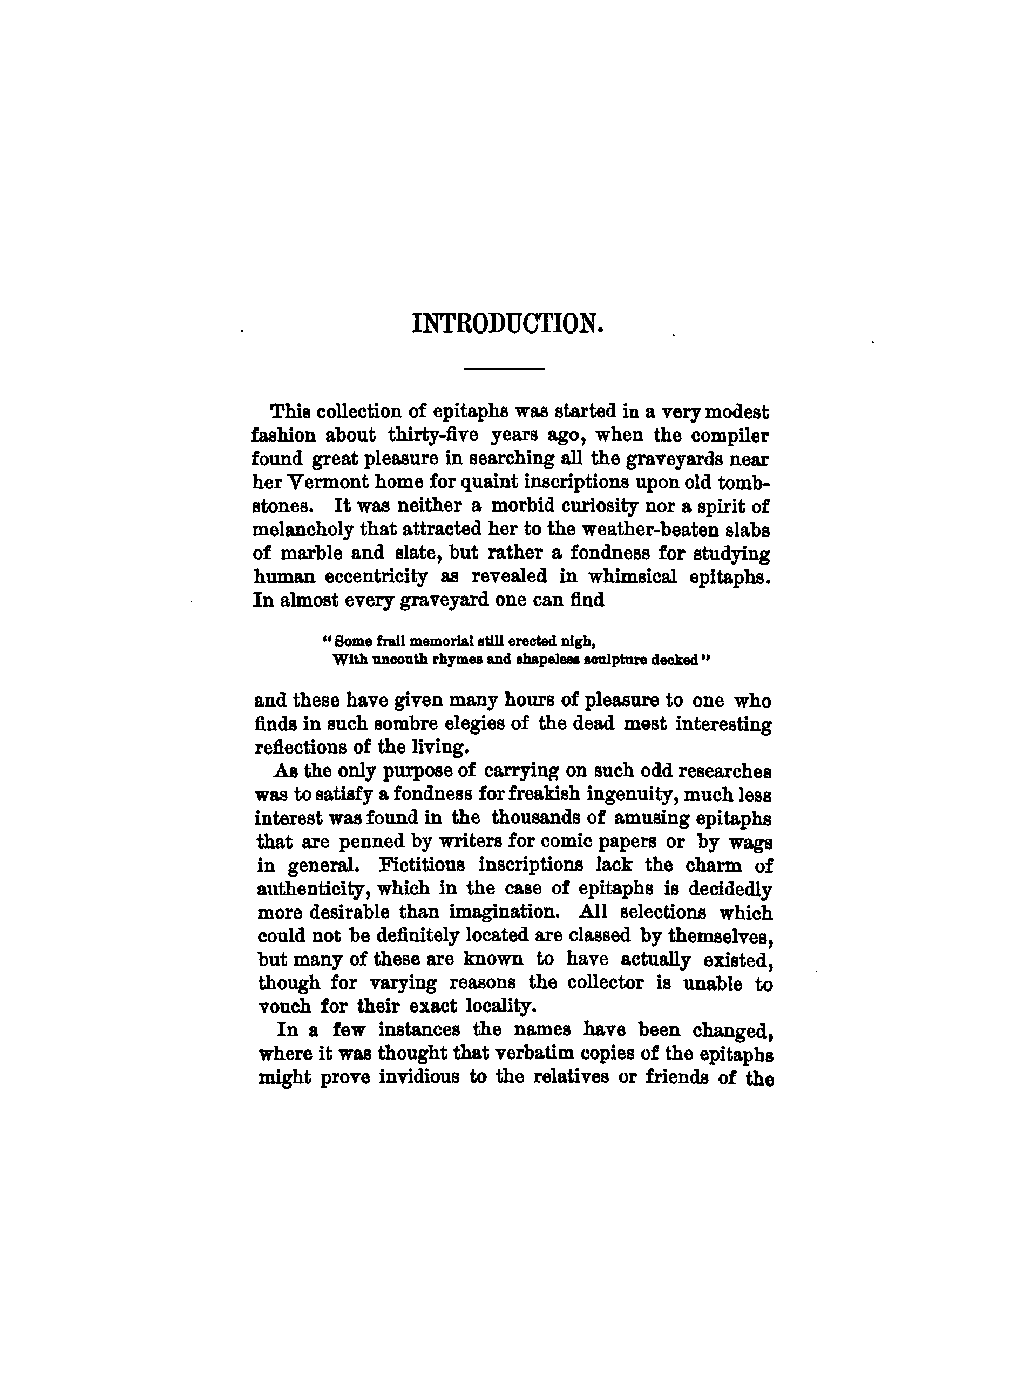 INTRODUCTION.
This collection of epitaphs was started in a very modest
fashion about thirty-five years ago, when the compiler
found great pleasure in searching all the graveyards near
her Vermont home for quaint inscriptions upon old tomb-
stones. It was neither a morbid curiosity nor a spirit of
melancholy that attracted her to the weather-beaten slabs
of marble and slate, but rather a fondness for studying
human eccentricity as revealed in whimsical epitaphs.
In almost every graveyard one can find
"Some frail memorial still erected nigh,
With uncouth rhymes and shapeless sculpture decked"
and these have given many hours of pleasure to one who
finds in such sombre elegies of the dead most interesting
reflections of the living.
As the only purpose of carrying on such odd researches
was to satisfy a fondness for freakish ingenuity, much less
interest was found in the thousands of amusing epitaphs
that are penned by writers for comic papers or by wags
in general. Fictitious inscriptions lack the charm of
authenticity, which in the case of epitaphs is decidedly
more desirable than imagination. All selections which
could not be definitely located are classed by themselves,
but many of these are known to have actually existed,
though for varying reasons the collector is unable to
vouch for their exact locality.
In a few instances the names have been changed,
where it was thought that verbatim copies of the epitaphs
might prove invidious to the relatives or friends of the